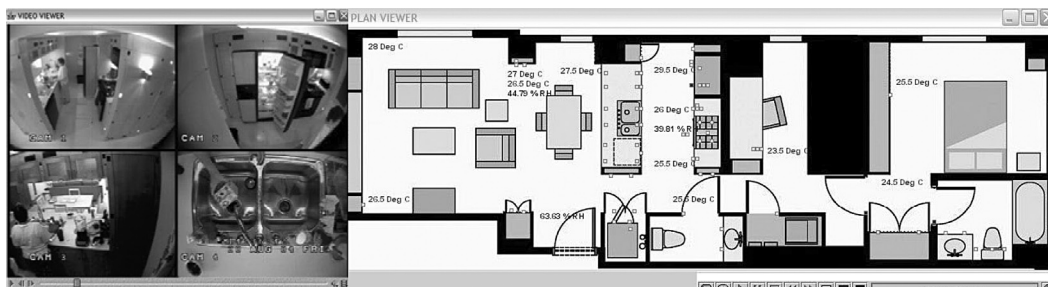 VIDEO VIEWER
CAM 1
CAM 2
CAM 3
CAM 4
AUG
FRI
PLAN VIEWER
28 Deg C
27 Deg C
26.5 Deg C
44.79 % RH
27.5 Deg C
29.5 Deg C
26 Deg C
39.81 % RH
25.5 Deg C
23.5 Deg C
25.5 Deg C
24.5 Deg C
26.5 Deg C
63.63 % RH
Deg C